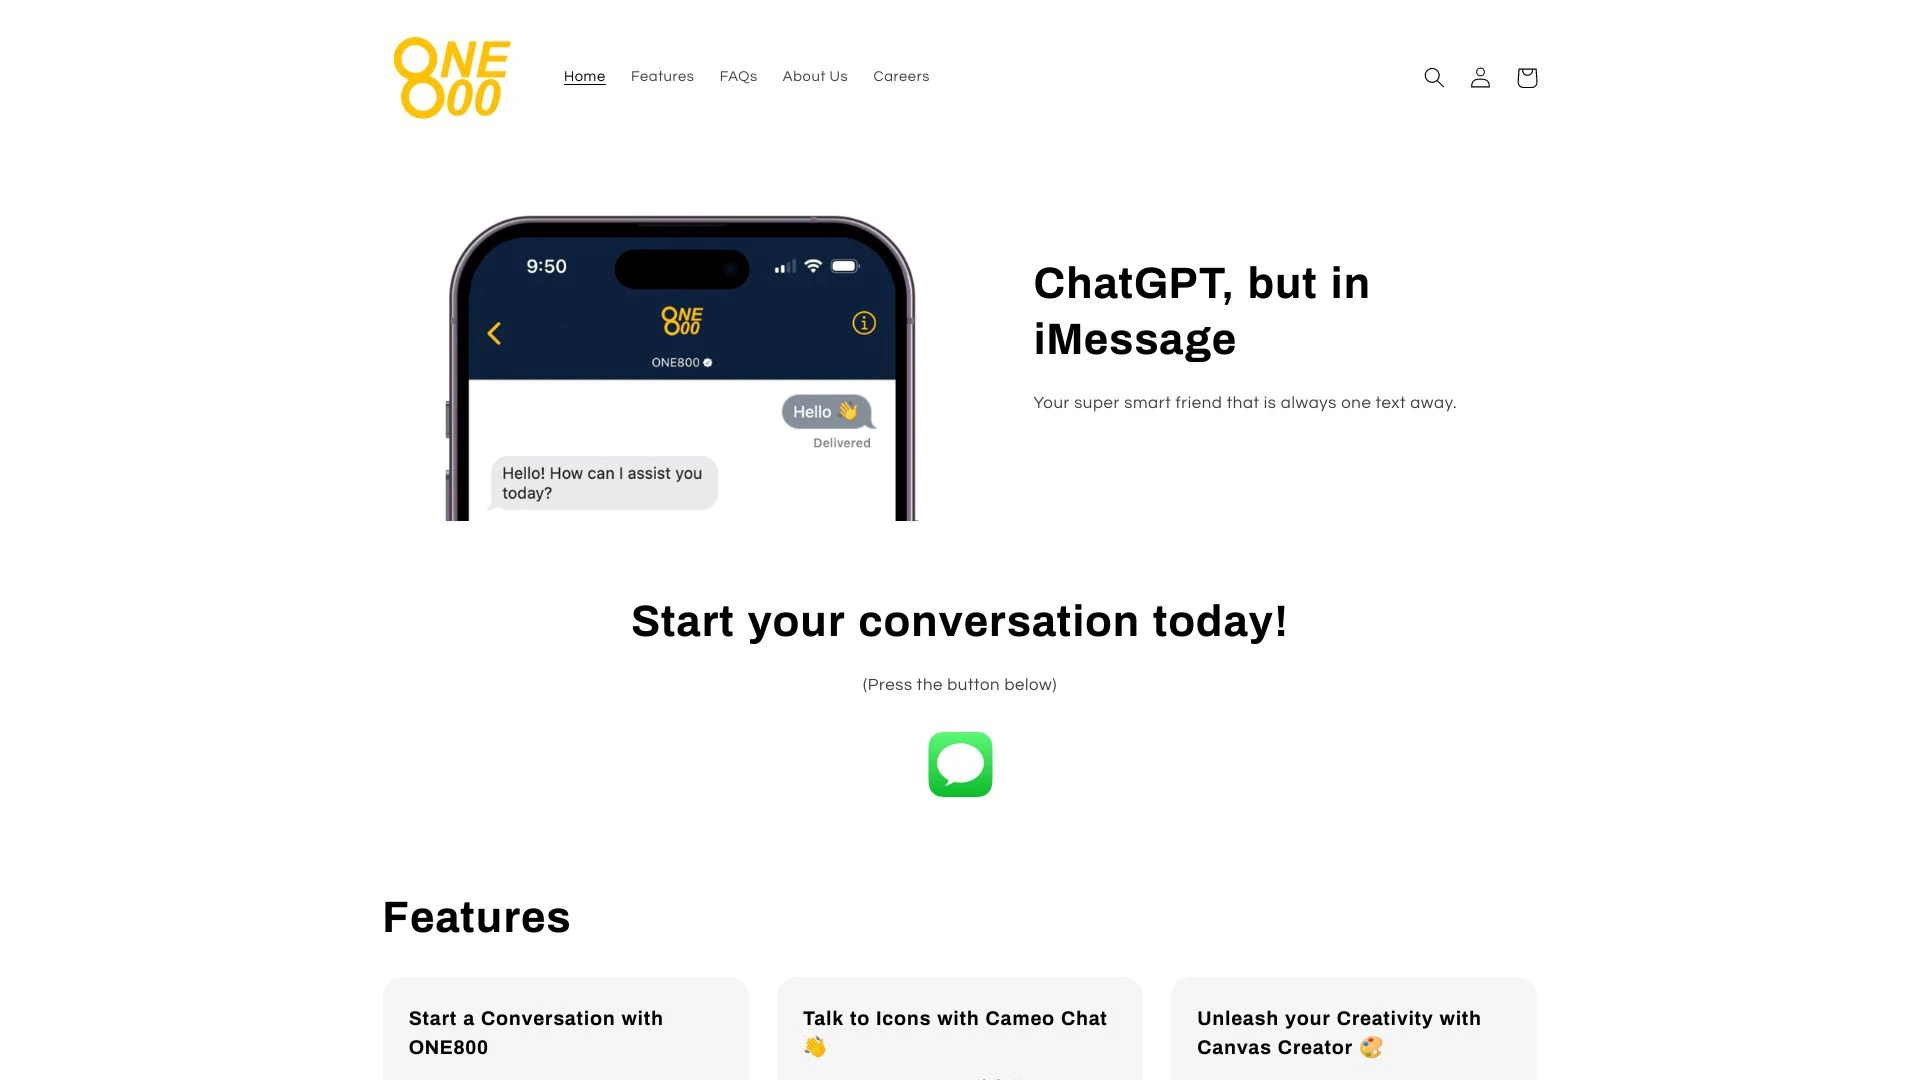 ONE
800
Home
Features
FAQs
About Us
Careers
9:50
ONE
800
ONE800
Hello 👋
Delivered
Hello! How can I assist you
today?
ChatGPT, but in
iMessage
Your super smart friend that is always one text away.
Start your conversation today!
(Press the button below)
Features
Start a Conversation with
ONE800
Talk to Icons with Cameo Chat
👋
Unleash your Creativity with
Canvas Creator 🎨